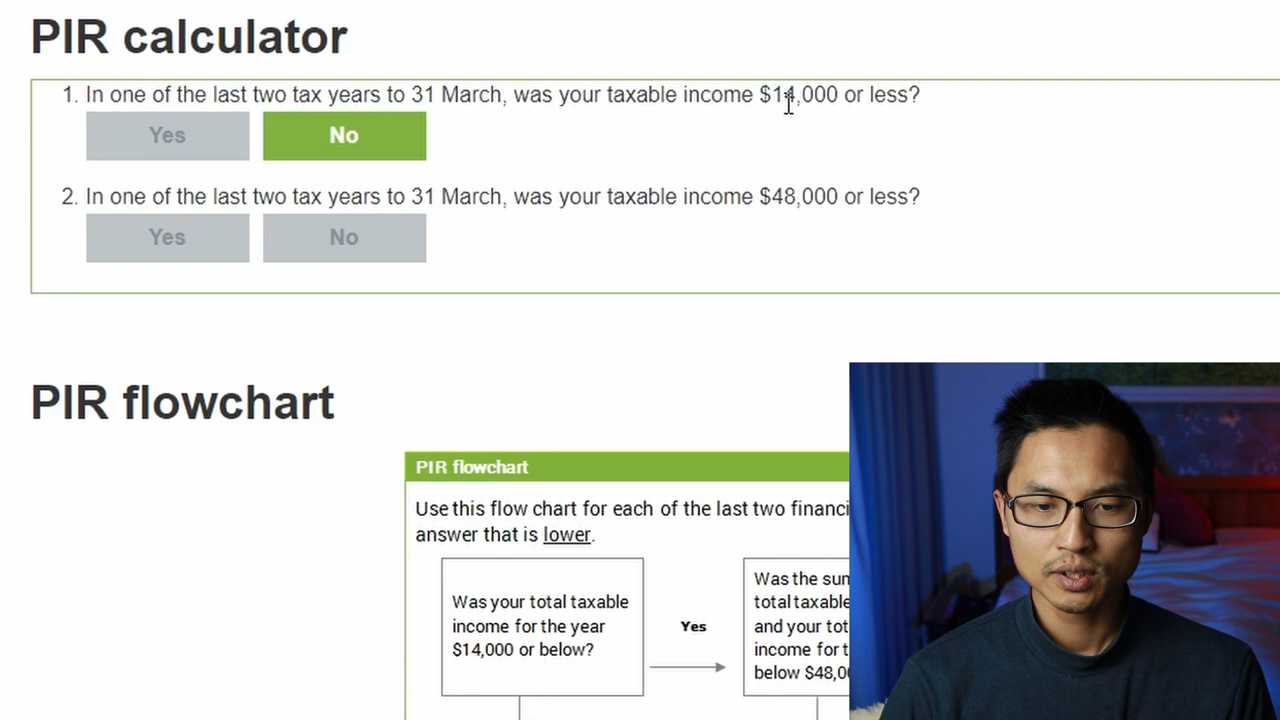 PIR calculator
1. In one of the last two tax years to 31 March, was your taxable income $14,000 or less?
Yes No
2. In one of the last two tax years to 31 March, was your taxable income $48,000 or less?
Yes No
PIR flowchart
PIR flowchart
Use this flow chart for each of the last two financi
answer that is lower.
Was your total taxable
income for the year
$14,000 or below?
Yes
Was the sum
total taxable
and your tot
income for t
below $48,00